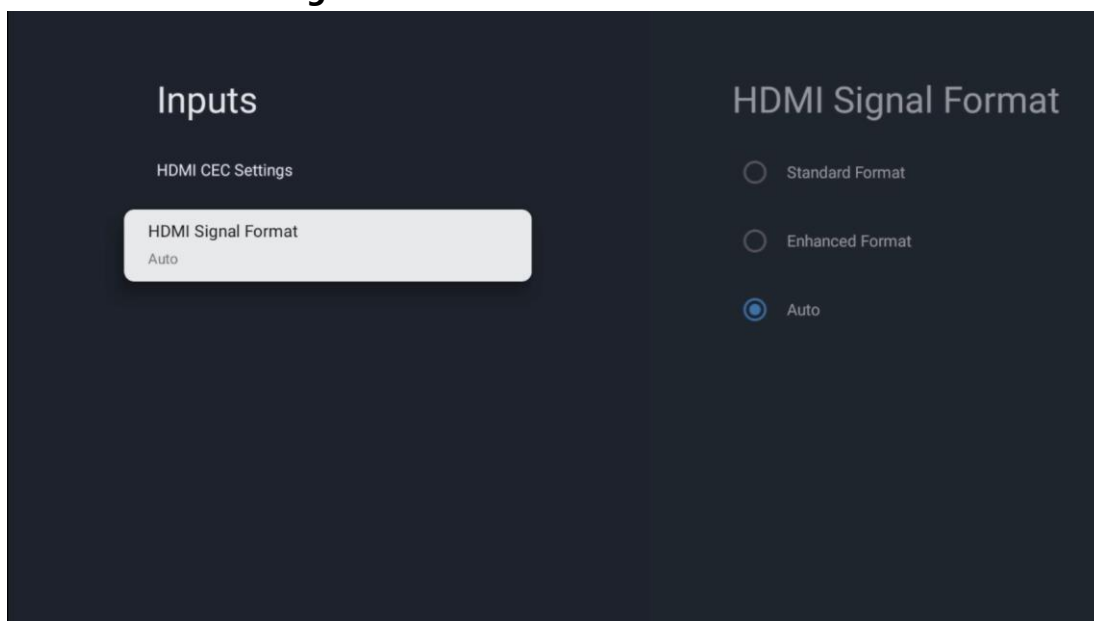 Inputs
HDMI CEC Settings
HDMI Signal Format
Auto
HDMI Signal Format
Standard Format
Enhanced Format
Auto